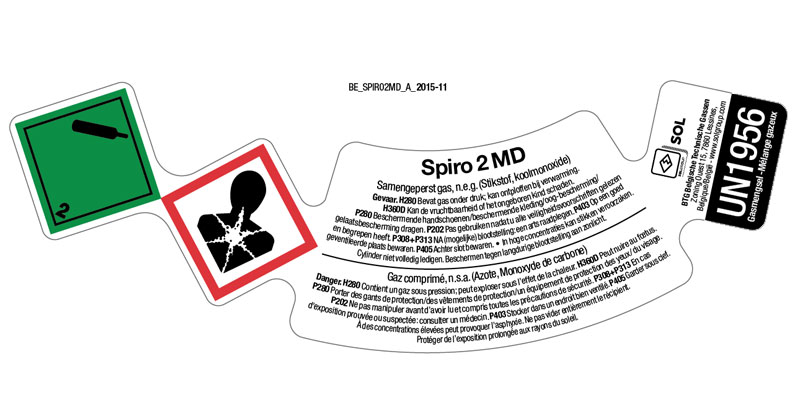 BE_SPIRO2MD_A_2015-11
2
Spiro 2 MD
Samengeperst gas, n.e.g. (Stikstof, koolmonoxide)
Gevaar. H280 Bevat gas onder druk; kan ontploffen bij verwarming.
H360D Kan de vruchtbaarheid of het ongeboren kind schaden.
P280 Beschermende handschoenen/beschermende kleding/oog-bescherming/
gelaatsbescherming dragen. P202 Pas gebruiken nadat u alle veiligheidsvoorschriften gelezen
en begrepen heeft. P308+P313 NA (mogelijke) blootstelling: een arts raadplegen. P403 Op een goed
geventileerde plaats bewaren. P405 Achter slot bewaren. • In hoge concentraties kan stikken veroorzaken.
Cylinder niet volledig ledigen. Beschermen tegen langdurige blootstelling aan zonlicht.
Gaz comprimé, n.s.a. (Azote, Monoxyde de carbone)
Danger. H280 Contient un gaz sous pression; peut exploser sous l'effet de la chaleur. H360D Peut nuire au foetus.
P280 Porter des gants de protection/des vêtements de protection/un équipement de protection des yeux/ du visage.
P202 Ne pas manipuler avant d'avoir lu et compris toutes les précautions de sécurité. P308+P313 En cas
d'exposition prouvée ou suspectée: consulter un médecin. P403 Stocker dans un endroit bien ventilé. P405 Garder sous clef.
À des concentrations élevées peut provoquer l'asphyxie. Ne pas vider entièrement le récipient.
Protéger de l'exposition prolongée aux rayons du soleil.
SOL
BTG Belgische Technische Gassen
Zoning Ouest 15, 7860 Lessines,
Belgique/België - www.solgroup.com
UN1956
Gasmengsel - Mélange gazeux